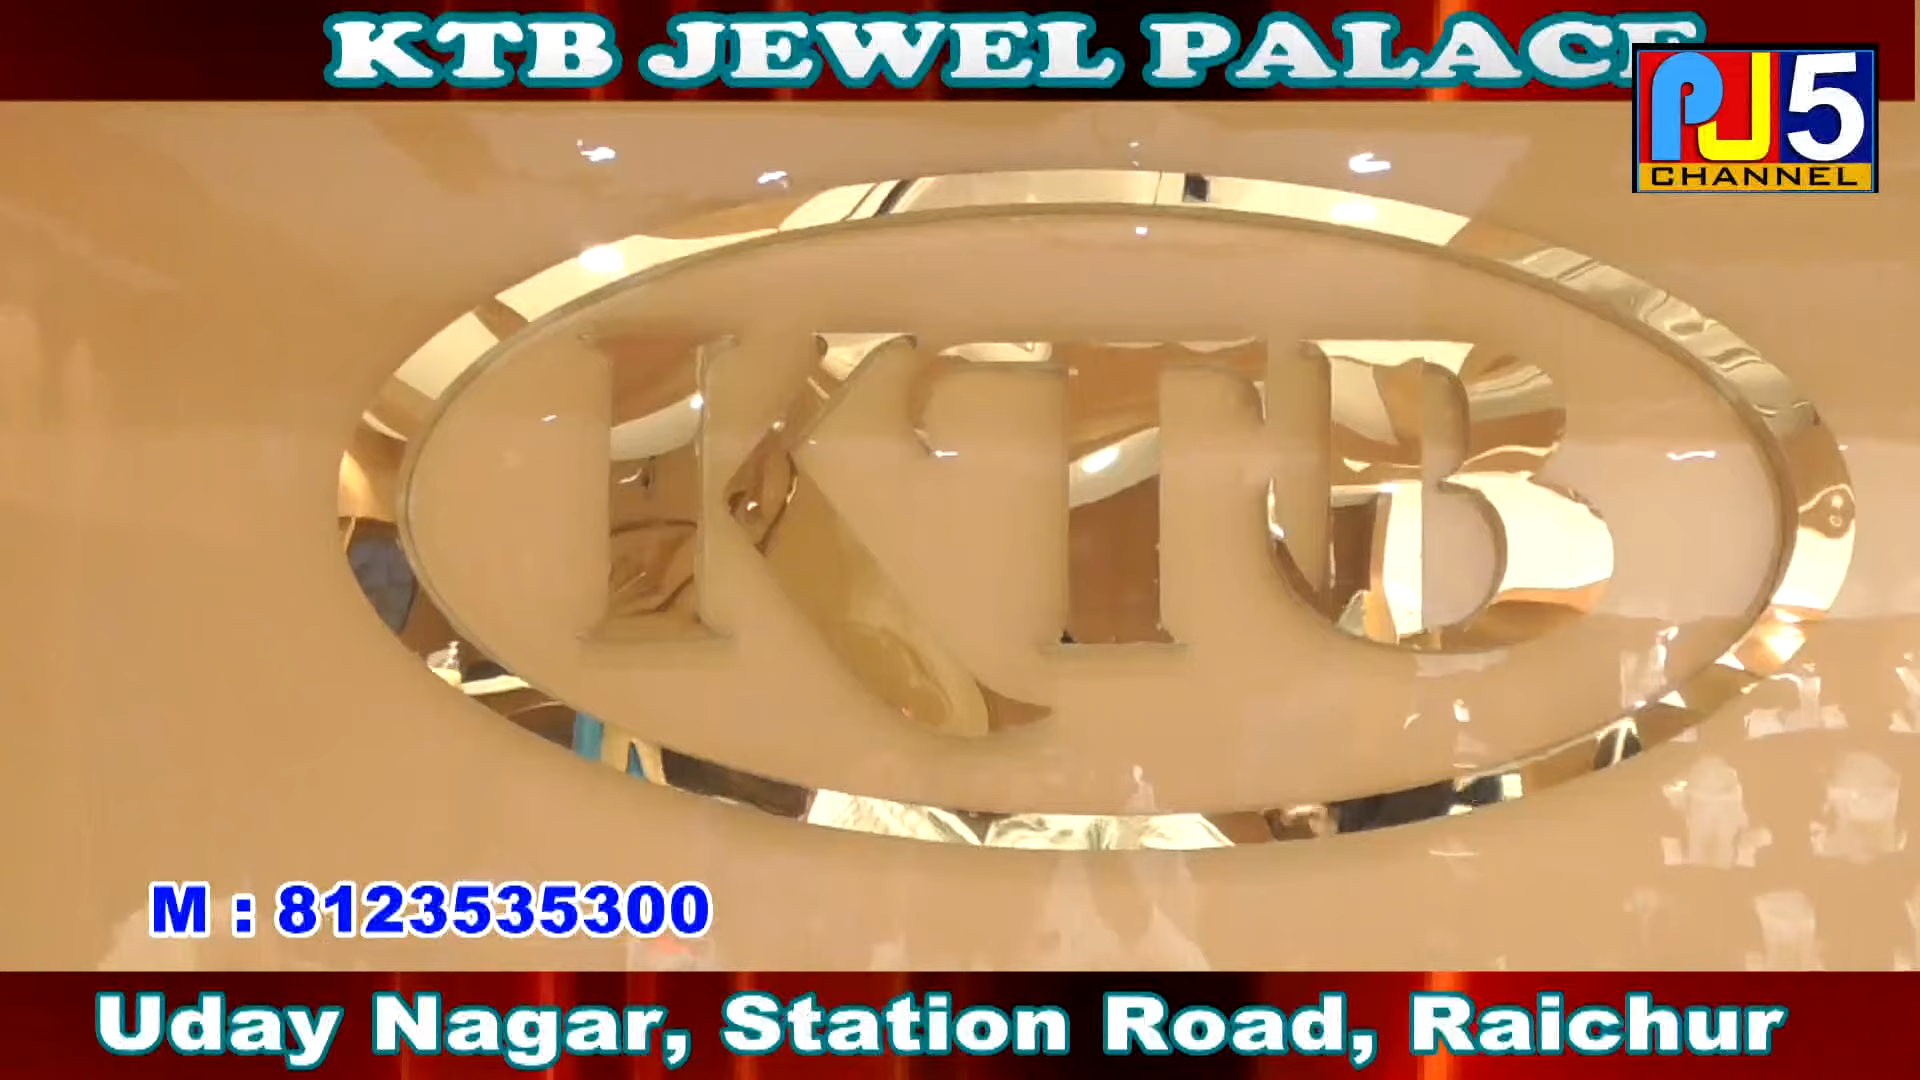 KTB JEWEL PALACE
PJ5
CHANNEL
KTB
M : 8123535300
Uday Nagar, Station Road, Raichur